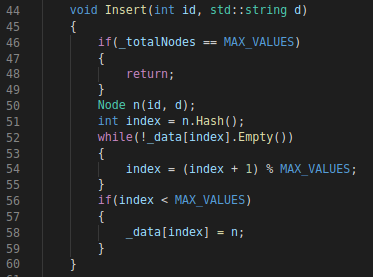 44 void Insert(int id, std::string d)
45 {
46 if(_totalNodes == MAX_VALUES)
47 {
48 return;
49 }
50 Node n(id, d);
51 int index = n.Hash();
52 while(!_data[index].Empty())
53 {
54 index = (index + 1) % MAX_VALUES;
55 }
56 if(index < MAX_VALUES)
57 {
58 _data[index] = n;
59 }
60 }